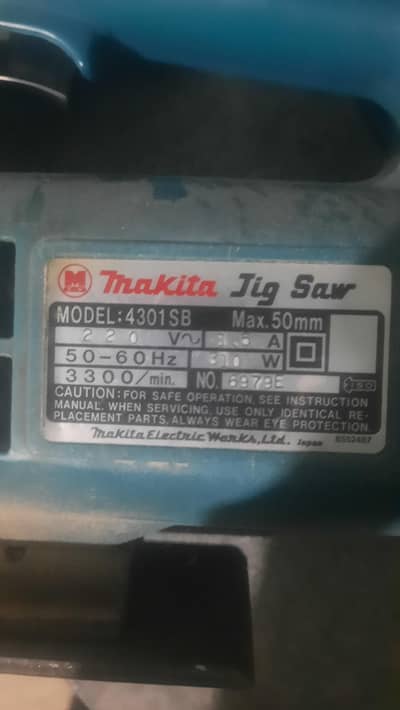 M
Makita Jig Saw
MODEL:4301SB Max.50mm
220 V~ A
50-60Hz W
3300/min. NO. 6979E
CAUTION: FOR SAFE OPERATION, SEE INSTRUCTION
MANUAL. WHEN SERVICING, USE ONLY IDENTICAL RE-
PLACEMENT PARTS. ALWAYS WEAR EYE PROTECTION.
Makita Electric Works, Ltd. Japan